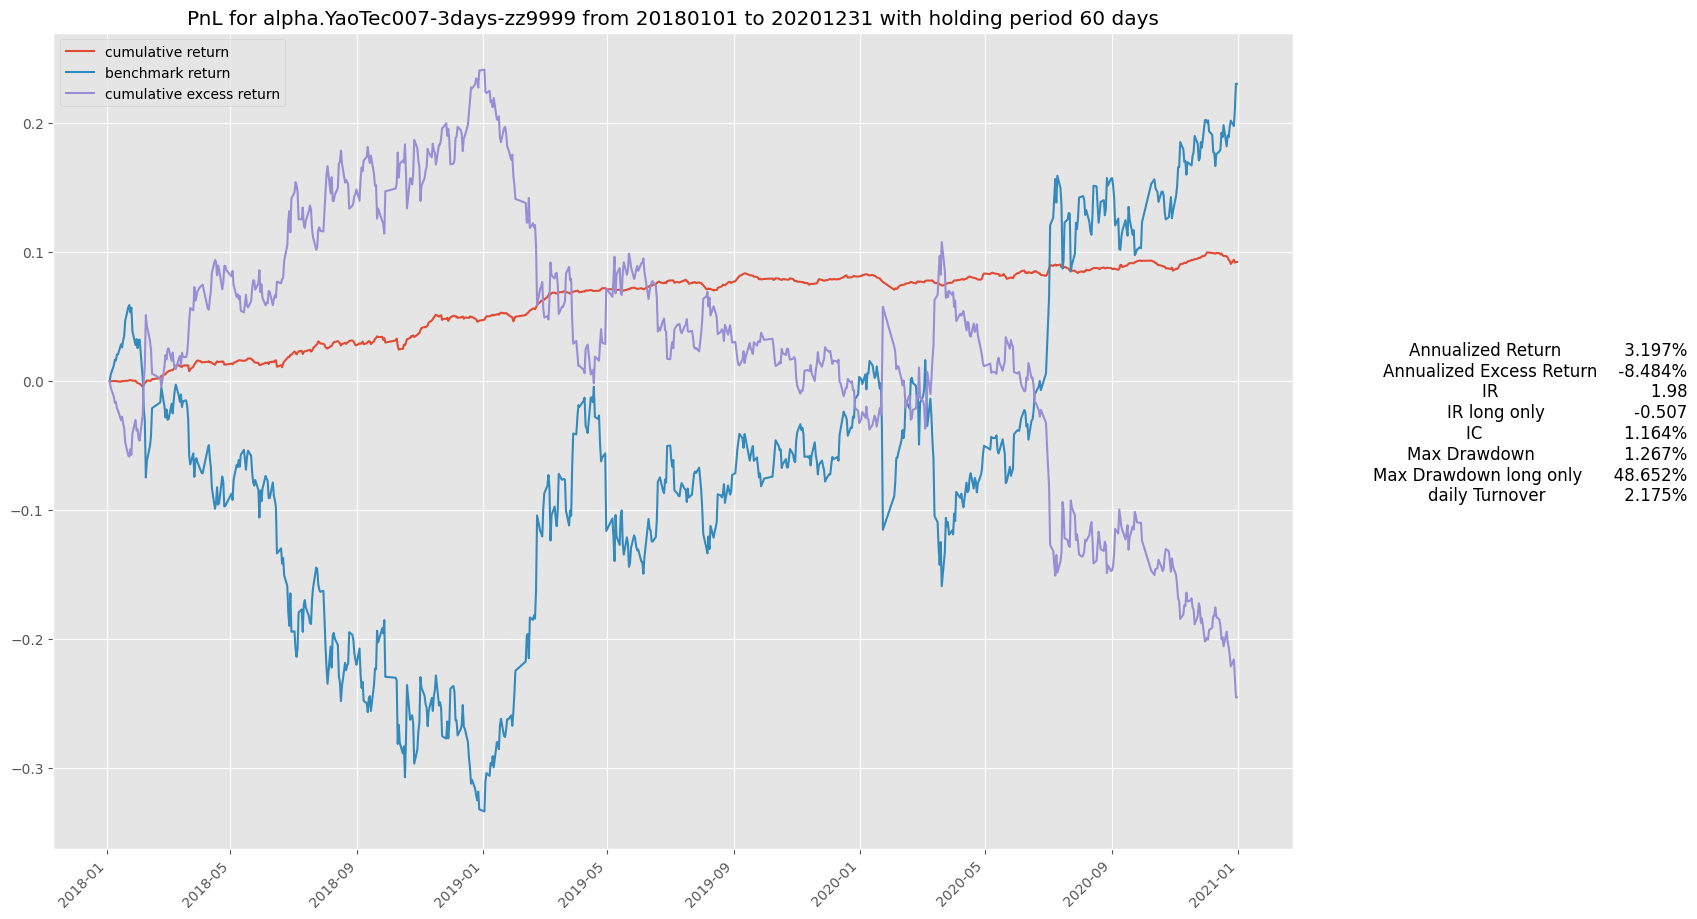 PnL for alpha.YaoTec007-3days-zz9999 from 20180101 to 20201231 with holding period 60 days
cumulative return
benchmark return
cumulative excess return
0.2
0.1
0.0
−0.1
−0.2
−0.3
2018-01
2018-05
2018-09
2019-01
2019-05
2019-09
2020-01
2020-05
2020-09
2021-01
Annualized Return 3.197%
Annualized Excess Return -8.484%
IR 1.98
IR long only -0.507
IC 1.164%
Max Drawdown 1.267%
Max Drawdown long only 48.652%
daily Turnover 2.175%